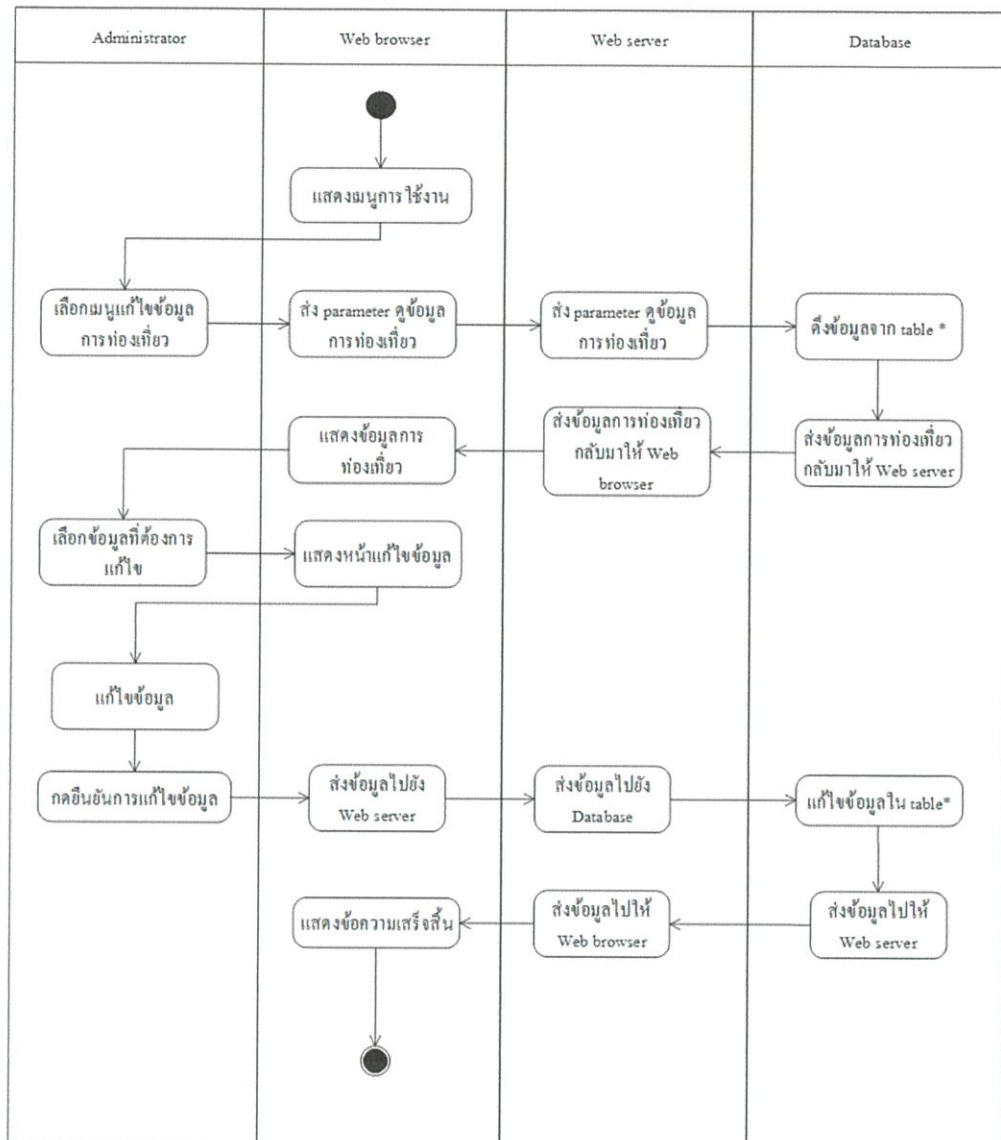 Administrator
Web browser
Web server
Database
แสดงเมนูการใช้งาน
เลือกเมนูแก้ไขข้อมูล
การท่องเที่ยว
ส่ง parameter ดูข้อมูล
การท่องเที่ยว
ส่ง parameter ดูข้อมูล
การท่องเที่ยว
ดึงข้อมูลจาก table *
ส่งข้อมูลการท่องเที่ยว
กลับมาให้ Web server
ส่งข้อมูลการท่องเที่ยว
กลับมาให้ Web
browser
แสดงข้อมูลการ
ท่องเที่ยว
เลือกข้อมูลที่ต้องการ
แก้ไข
แสดงหน้าแก้ไขข้อมูล
แก้ไขข้อมูล
กดยืนยันการแก้ไขข้อมูล
ส่งข้อมูลไปยัง
Web server
ส่งข้อมูลไปยัง
Database
แก้ไขข้อมูลใน table*
ส่งข้อมูลไปให้
Web server
ส่งข้อมูลไปให้
Web browser
แสดงข้อความเสร็จสิ้น